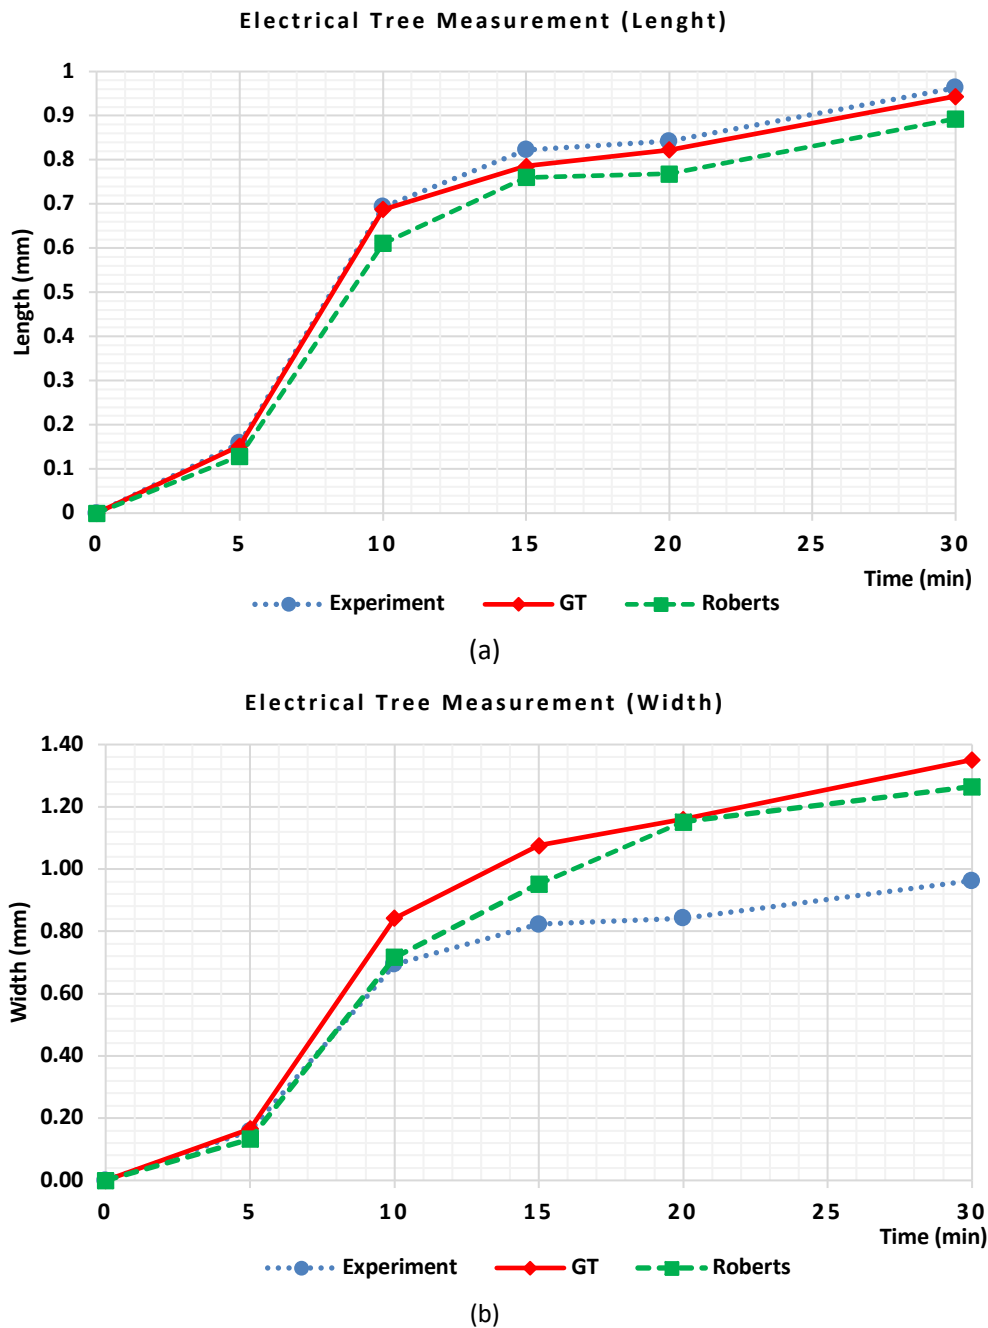 Electrical Tree Measurement (Lenght)
1
0.9
0.8
0.7
0.6
0.5
0.4
0.3
0.2
0.1
0
Length (mm)
0 5 10 15 20 25 30
Time (min)
Experiment GT Roberts
(a)
Electrical Tree Measurement (Width)
1.40
1.20
1.00
0.80
0.60
0.40
0.20
0.00
Width (mm)
0 5 10 15 20 25 30
Time (min)
Experiment GT Roberts
(b)